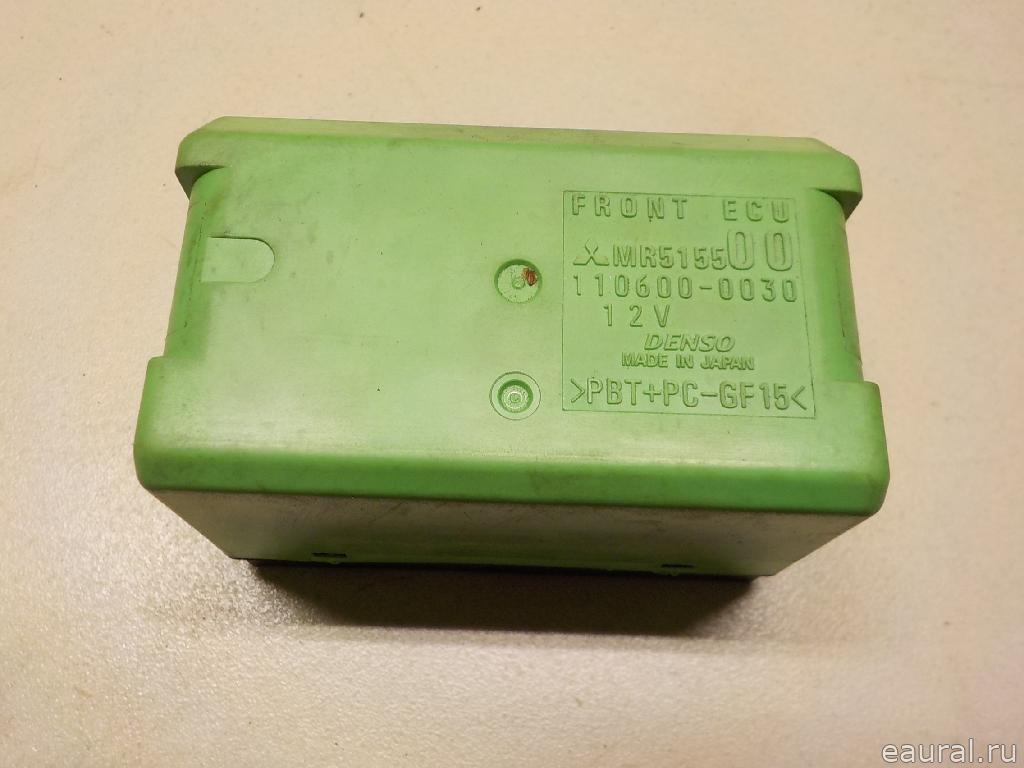 FRONT ECU
MR515500
110600-0030
12V
DENSO
MADE IN JAPAN
>PBT+PC-GF15<
eaural.ru